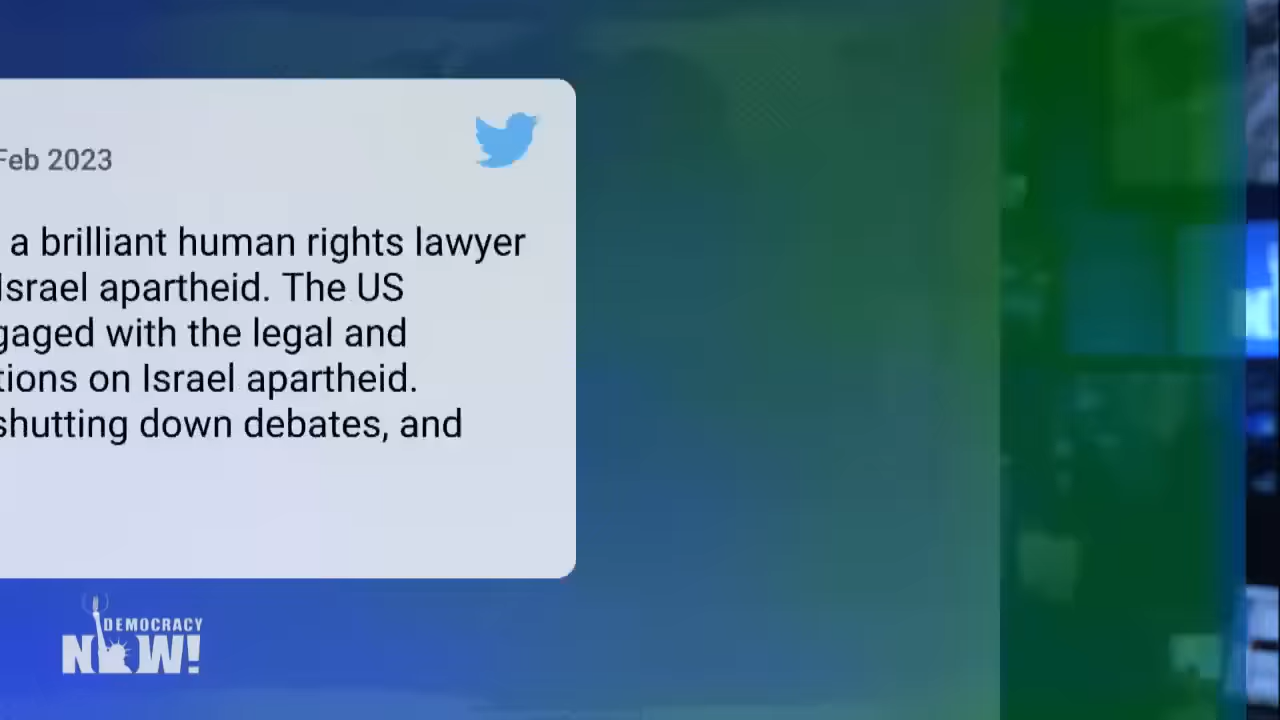 Feb 2023
a brilliant human rights lawyer
Israel apartheid. The US
gaged with the legal and
tions on Israel apartheid.
shutting down debates, and
DEMOCRACY
NOW!